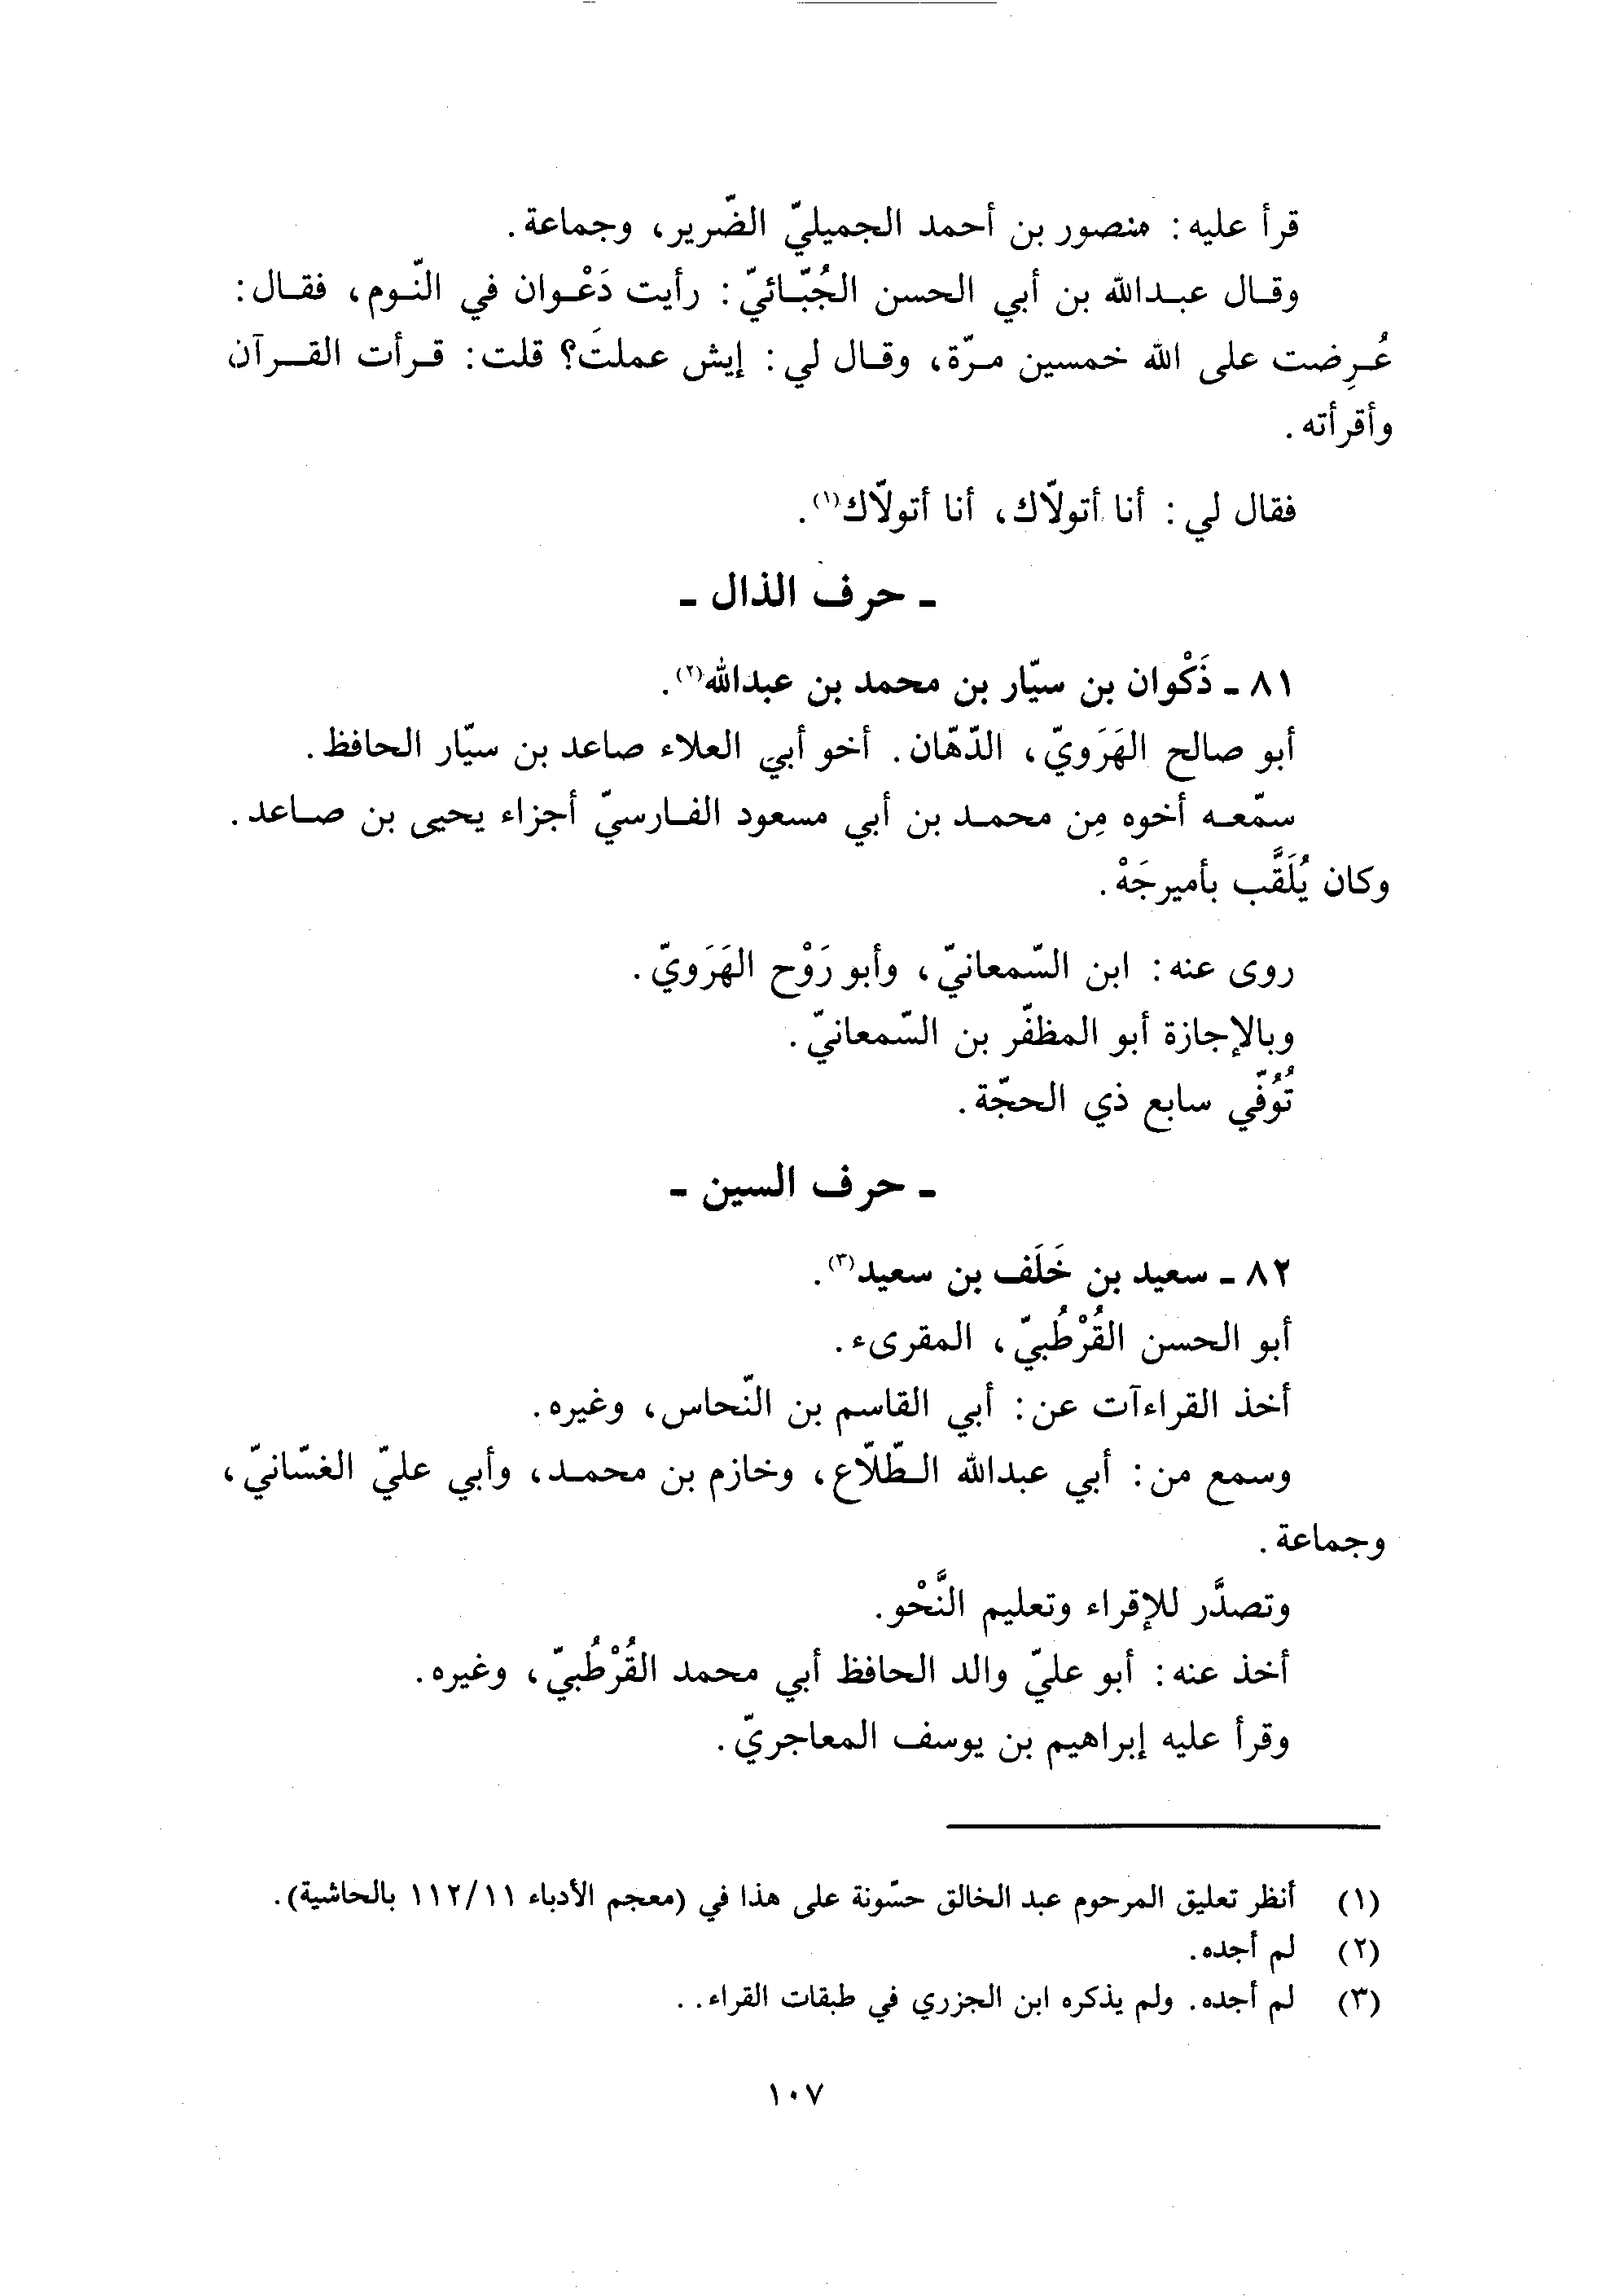 قرأ عليه: منصور بن أحمد الجميليّ الضّرير، وجماعة.
وقال عبدالله بن أبي الحسن الجُبّائيّ: رأيت دَعْوان في النّوم، فقال:
عُرِضت على الله خمسين مرّة، وقال لي: إيش عملتَ؟ قلت: قرأت القرآن
وأقرأته.
فقال لي: أنا أتولّاك، أنا أتولّاك(١).
ـ حرف الذال ـ
٨١ ـ ذَكْوان بن سيّار بن محمد بن عبدالله(٢).
أبو صالح الهَرَويّ، الدّهّان. أخو أبي العلاء صاعد بن سيّار الحافظ.
سمّعه أخوه مِن محمد بن أبي مسعود الفارسيّ أجزاء يحيى بن صاعد.
وكان يُلَقَّب بأميرجَهْ.
روى عنه: ابن السّمعانيّ، وأبو رَوْح الهَرَويّ.
وبالإجازة أبو المظفّر بن السّمعانيّ.
تُوُفّي سابع ذي الحجّة.
ـ حرف السين ـ
٨٢ ـ سعيد بن خَلَف بن سعيد(٣).
أبو الحسن القُرْطُبيّ، المقرىء.
أخذ القراءآت عن: أبي القاسم بن النّحاس، وغيره.
وسمع من: أبي عبدالله الطّلّاع، وخازم بن محمد، وأبي عليّ الغسّانيّ،
وجماعة.
وتصدَّر للإقراء وتعليم النَّحْو.
أخذ عنه: أبو عليّ والد الحافظ أبي محمد القُرْطُبيّ، وغيره.
وقرأ عليه إبراهيم بن يوسف المعاجريّ.
(١) أنظر تعليق المرحوم عبد الخالق حسّونة على هذا في (معجم الأدباء ١١/١١٢ بالحاشية).
(٢) لم أجده.
(٣) لم أجده. ولم يذكره ابن الجزري في طبقات القراء. .
١٠٧